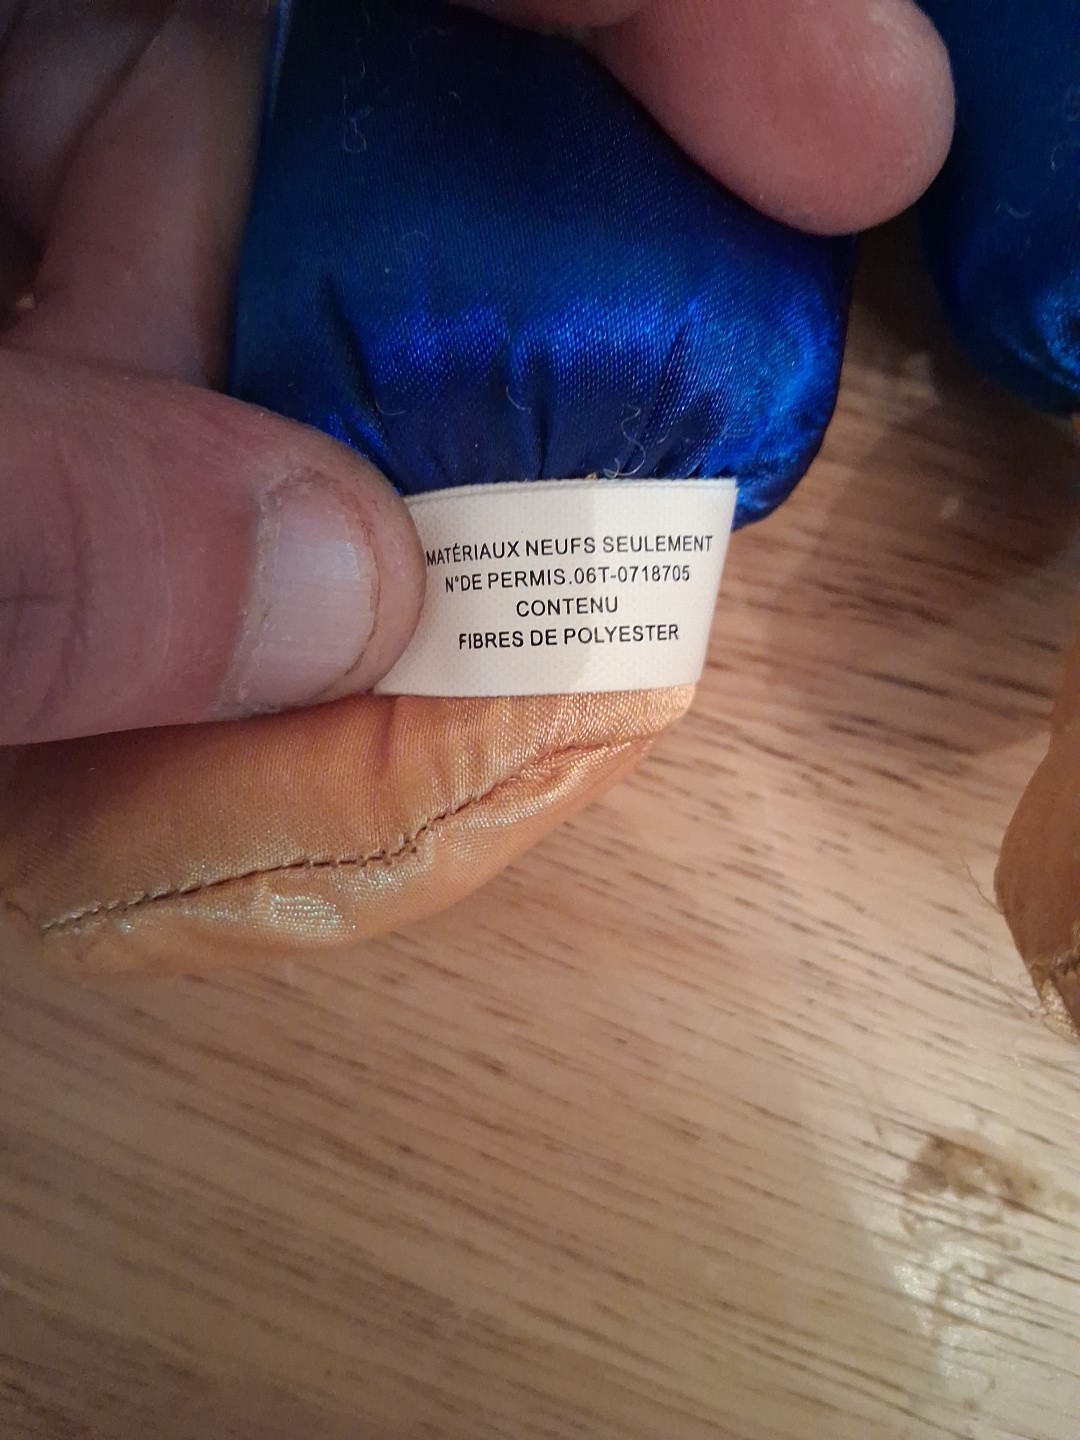 MATÉRIAUX NEUFS SEULEMENT
N°DE PERMIS.06T-0718705
CONTENU
FIBRES DE POLYESTER